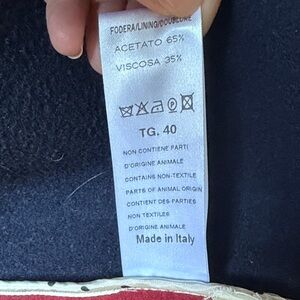 FODERA/LINING/DOUBLURE
ACETATO 65%
VISCOSA 35%
TG. 40
NON CONTIENE PARTI
D'ORIGINE ANIMALE
CONTAINS NON-TEXTILE
PARTS OF ANIMAL ORIGIN
CONTIENT DES PARTIES
NON TEXTILES
D'ORIGINE ANIMALE
Made in Italy